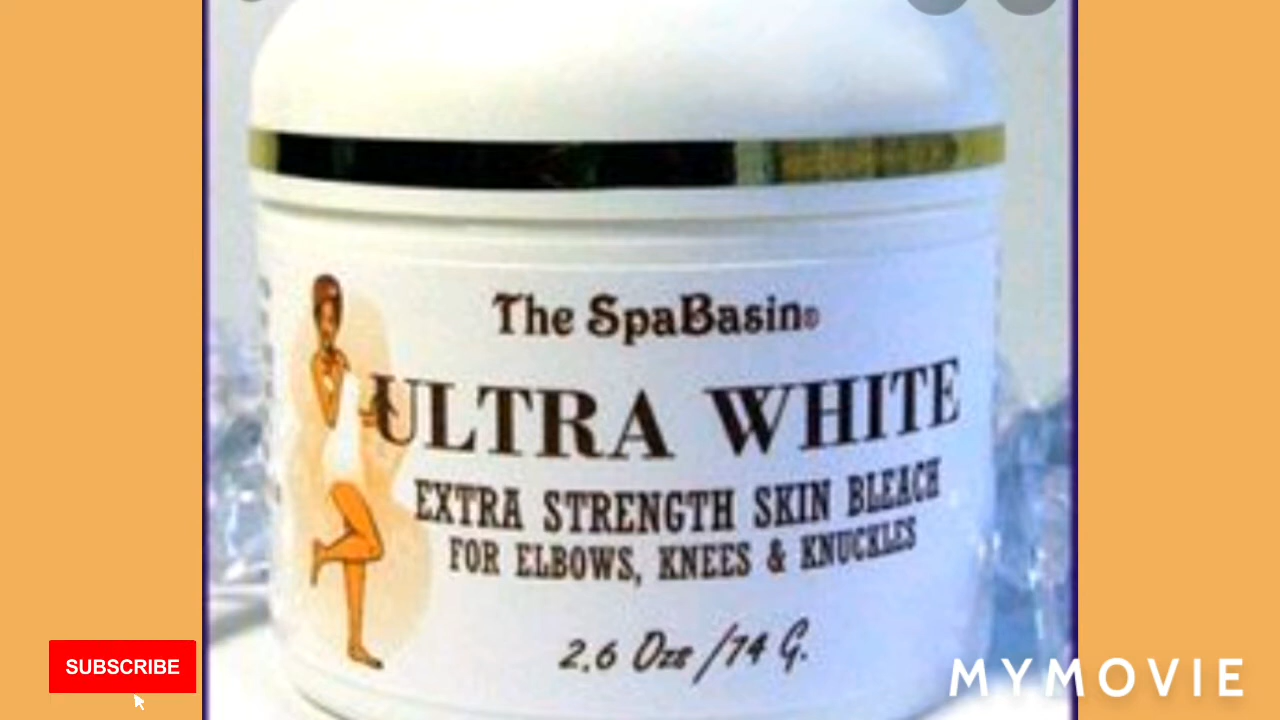 The SpaBasin®
ULTRA WHITE
EXTRA STRENGTH SKIN BLEACH
FOR ELBOWS, KNEES & KNUCKLES
2.6 Ozs /74 G.
SUBSCRIBE
MYMOVIE